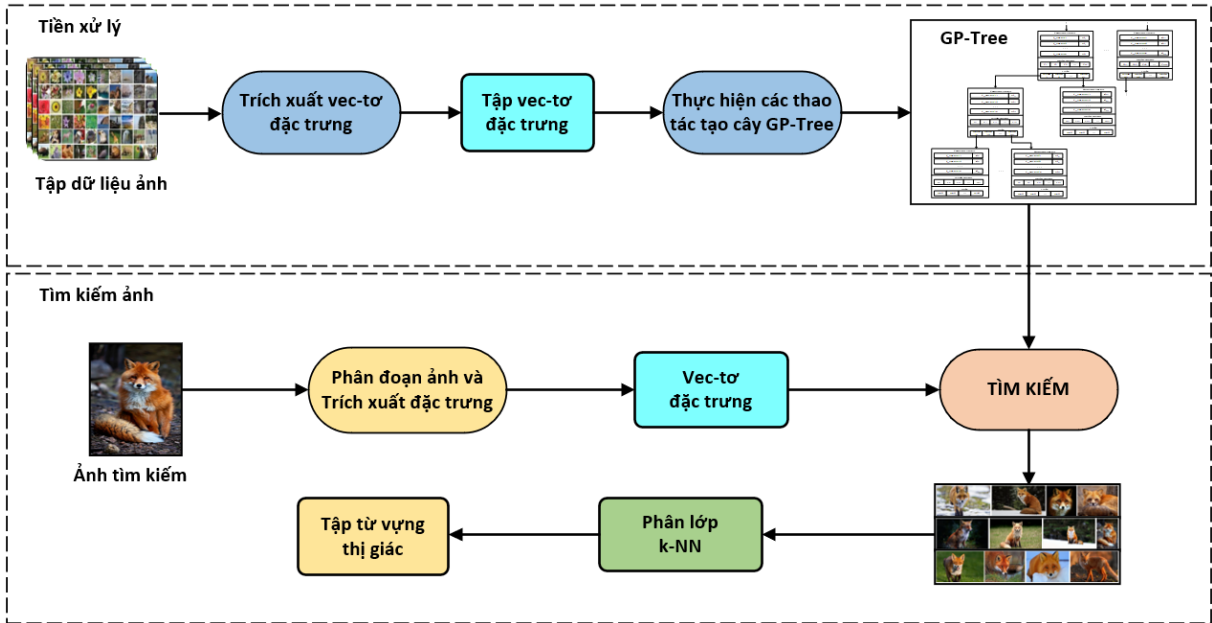 Tiền xử lý
GP-Tree
Trích xuất vec-tơ
đặc trưng
Tập vec-tơ
đặc trưng
Thực hiện các thao
tác tạo cây GP-Tree
Tập dữ liệu ảnh
Tìm kiếm ảnh
Phân đoạn ảnh và
Trích xuất đặc trưng
Vec-tơ
đặc trưng
TÌM KIẾM
Ảnh tìm kiếm
Tập từ vựng
thị giác
Phân lớp
k-NN